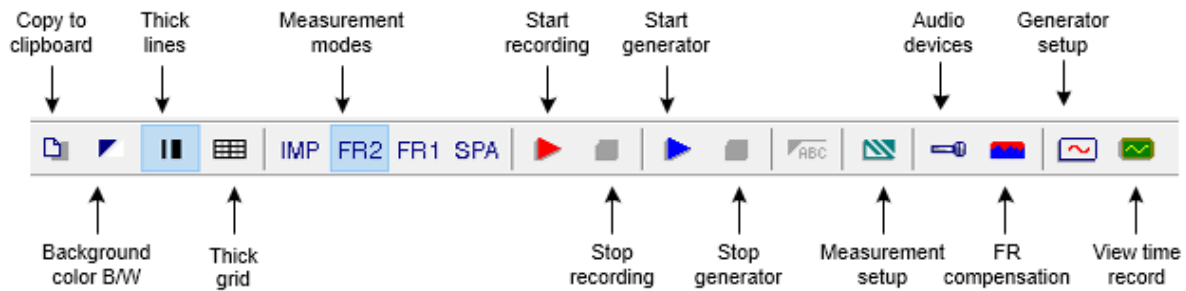 Copy to
clipboard
Thick
lines
Measurement
modes
Start
recording
Start
generator
Audio
devices
Generator
setup
IMP FR2 FR1 SPA
ABC
Background
color B/W
Thick
grid
Stop
recording
Stop
generator
Measurement
setup
FR
compensation
View time
record